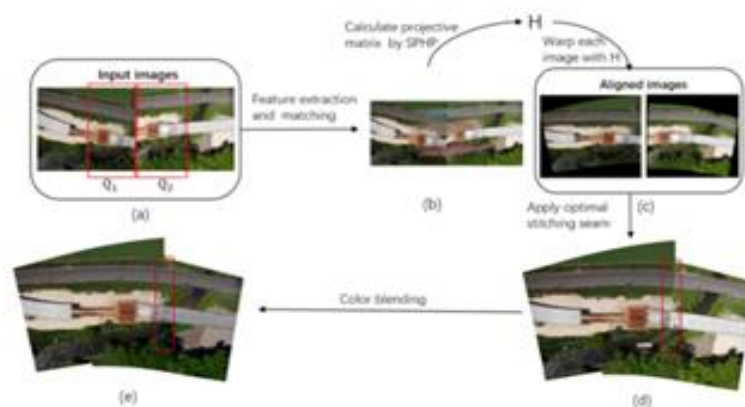 Calculate projective
matrix by SPHP
H
Warp each
image with H
Input images
Aligned images
Feature extraction
and matching
Q₁
Q₂
(a)
(b)
(c)
Apply optimal
stitching seam
Color blending
(e)
(d)